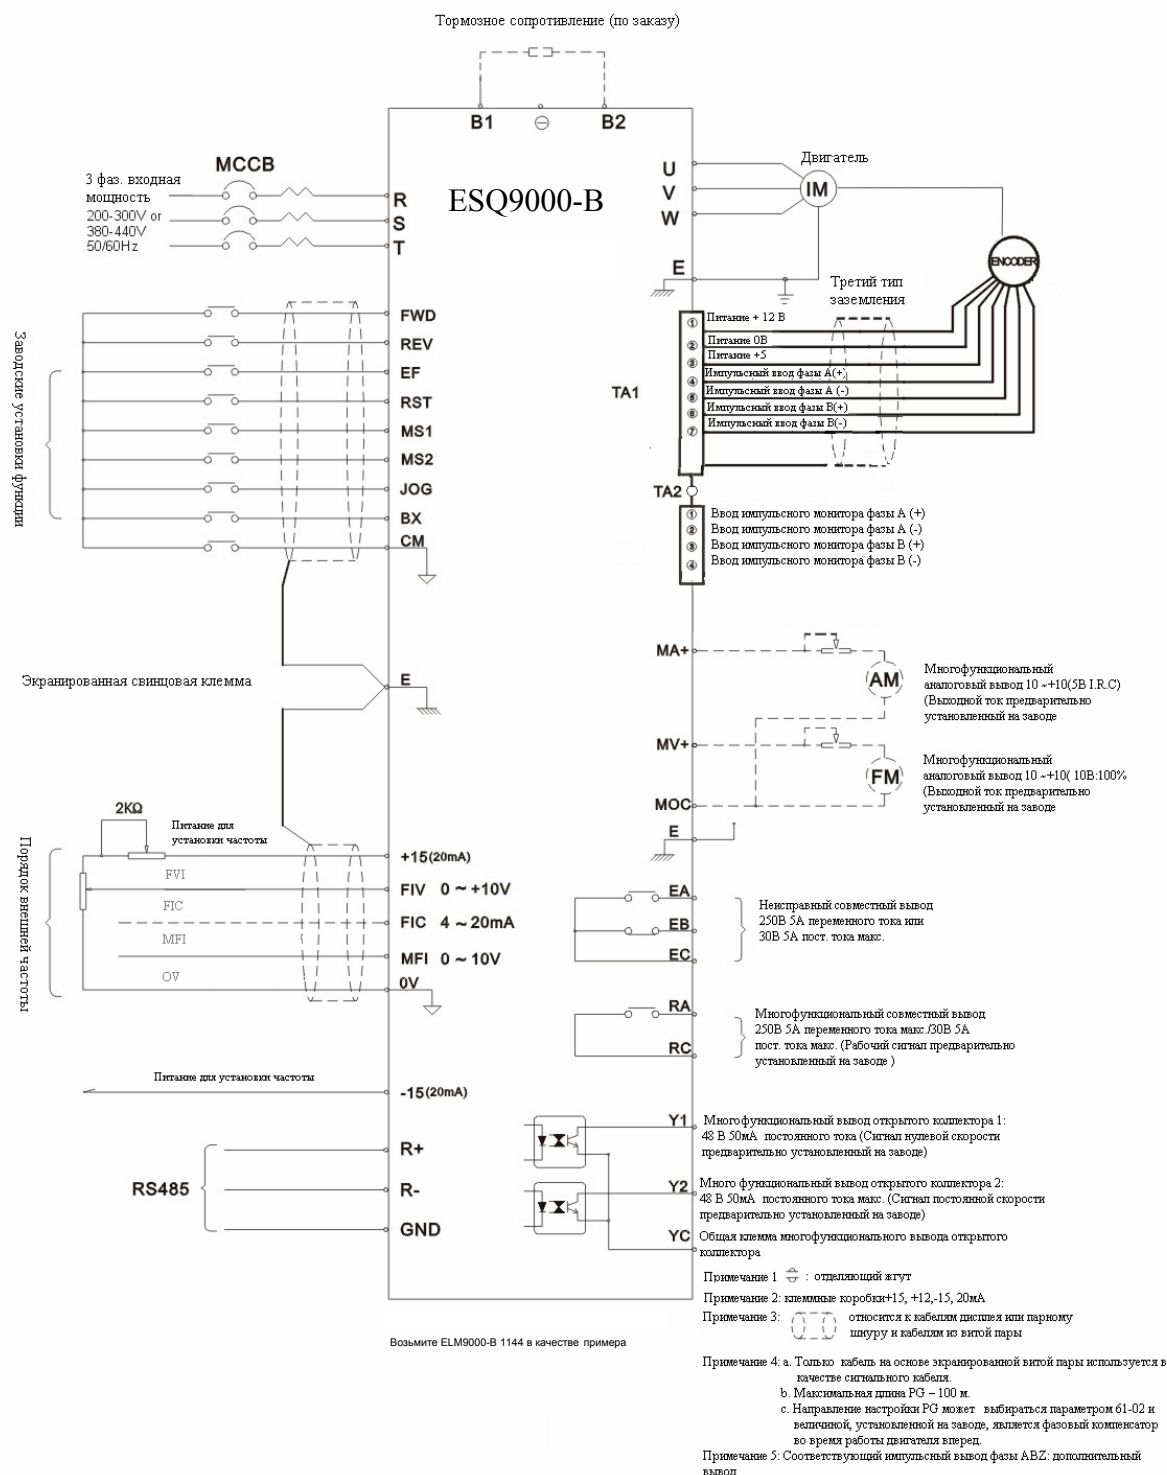 Тормозное сопротивление (по заказу)
B1
B2
ESQ9000-B
MCCB
3 фаз. входная
мощность
200-300V or
380-440V
50/60Hz
R
S
T
U
V
W
E
Двигатель
IM
ENCODER
Третий тип
заземления
Заводские установки функции
FWD
REV
EF
RST
MS1
MS2
JOG
BX
CM
TA1
① Питание + 12 В
② Питание 0В
③ Питание +5
④ Импульсный ввод фазы А(+)
⑤ Импульсный ввод фазы А (-)
⑥ Импульсный ввод фазы В(+)
⑦ Импульсный ввод фазы В(-)
TA2
① Ввод импульсного монитора фазы А (+)
② Ввод импульсного монитора фазы А (-)
③ Ввод импульсного монитора фазы В (+)
④ Ввод импульсного монитора фазы В (-)
Экранированная свинцовая клемма
E
MA+
AM
Многофункциональный
аналоговый вывод 10 ~+10(5В I.R.C)
(Выходной ток предварительно
установленный на заводе
MV+
FM
Многофункциональный
аналоговый вывод 10 ~+10( 10В:100%
(Выходной ток предварительно
установленный на заводе
MOC
E
Порядок внешней частоты
2KΩ
Питание для
установки частоты
+15(20mA)
FVI
FIV 0 ~ +10V
FIC
FIC 4 ~ 20mA
MFI
MFI 0 ~ 10V
OV
0V
Питание для установки частоты
-15(20mA)
EA
EB
EC
Неисправный совместный вывод
250В 5А переменного тока или
30В 5А пост. тока макс.
RA
RC
Многофункциональный совместный вывод
250В 5А переменного тока макс./30В 5А
пост. тока макс. (Рабочий сигнал предварительно
установленный на заводе )
RS485
R+
R-
GND
Y1
Многофункциональный вывод открытого коллектора 1:
48 В 50мА постоянного тока (Сигнал нулевой скорости
предварительно установленный на заводе)
Y2
Много функциональный вывод открытого коллектора 2:
48 В 50мА постоянного тока макс. (Сигнал постоянной скорости
предварительно установленный на заводе)
YC
Общая клемма многофункционального вывода открытого
коллектора
Возьмите ELM9000-B 1144 в качестве примера
Примечание 1 : отделяющий жгут
Примечание 2: клеммные коробки+15, +12,-15, 20мА
Примечание 3: относится к кабелям дисплея или парному
шнуру и кабелям из витой пары
Примечание 4: a. Только кабель на основе экранированной витой пары используется в
качестве сигнального кабеля.
b. Максимальная длина PG – 100 м.
c. Направление настройки PG может выбираться параметром 61-02 и
величиной, установленной на заводе, является фазовый компенсатор
во время работы двигателя вперед.
Примечание 5: Соответствующий импульсный вывод фазы ABZ: дополнительный
вывод